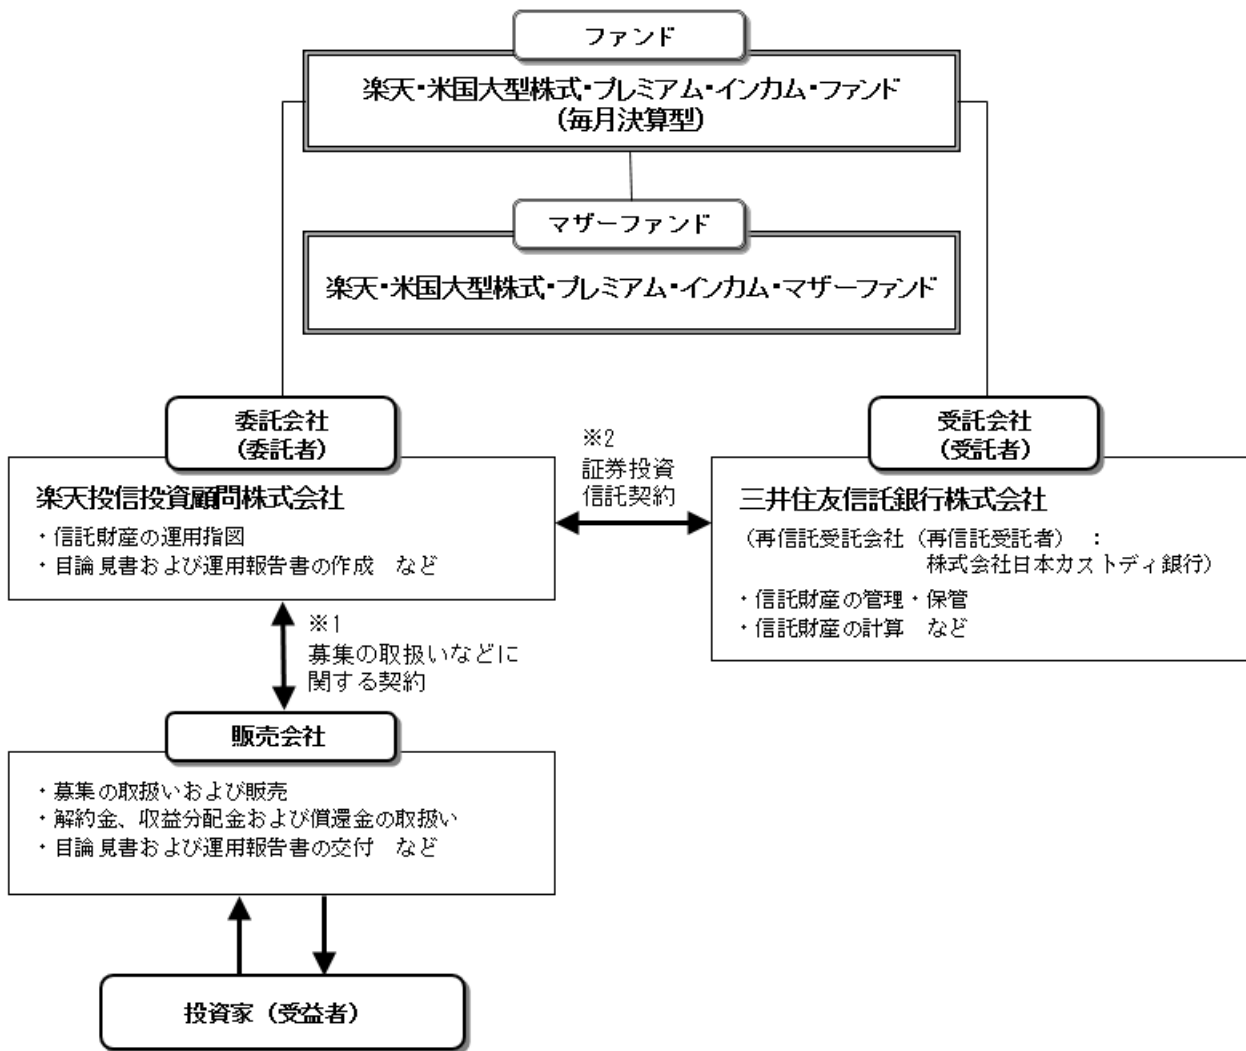 ファンド
楽天・米国大型株式・プレミアム・インカム・ファンド
(毎月決算型)
マザーファンド
楽天・米国大型株式・プレミアム・インカム・マザーファンド
委託会社
(委託者)
楽天投信投資顧問株式会社
・信託財産の運用指図
・目論見書および運用報告書の作成　など
※2
証券投資
信託契約
受託会社
(受託者)
三井住友信託銀行株式会社
(再信託受託会社（再信託受託者）：
株式会社日本カストディ銀行)
・信託財産の管理・保管
・信託財産の計算　など
※1
募集の取扱いなどに
関する契約
販売会社
・募集の取扱いおよび販売
・解約金、収益分配金および償還金の取扱い
・目論見書および運用報告書の交付　など
投資家（受益者）